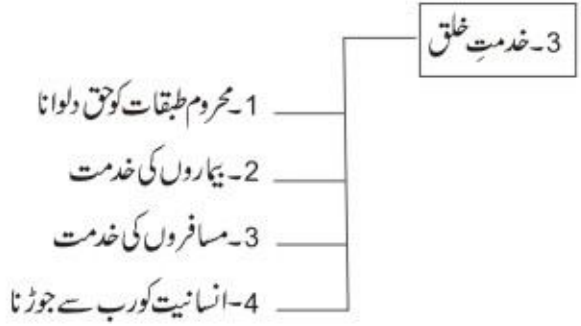 3۔خدمتِ خلق
1۔محروم طبقات کو حق دلوانا
2۔ بیماروں کی خدمت
3۔مسافروں کی خدمت
4-انسانیت کو رب سے جوڑنا